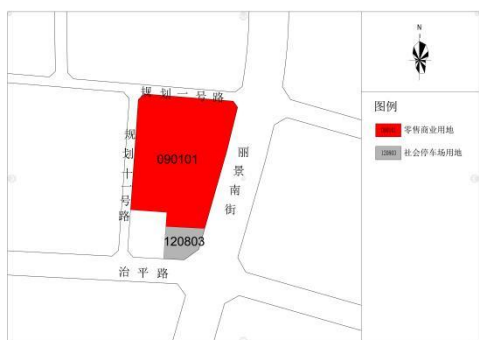 N
规划一号路
规划十一号路
090101
丽景南街
120803
治平路
图例
零售商业用地
120803 社会停车场用地